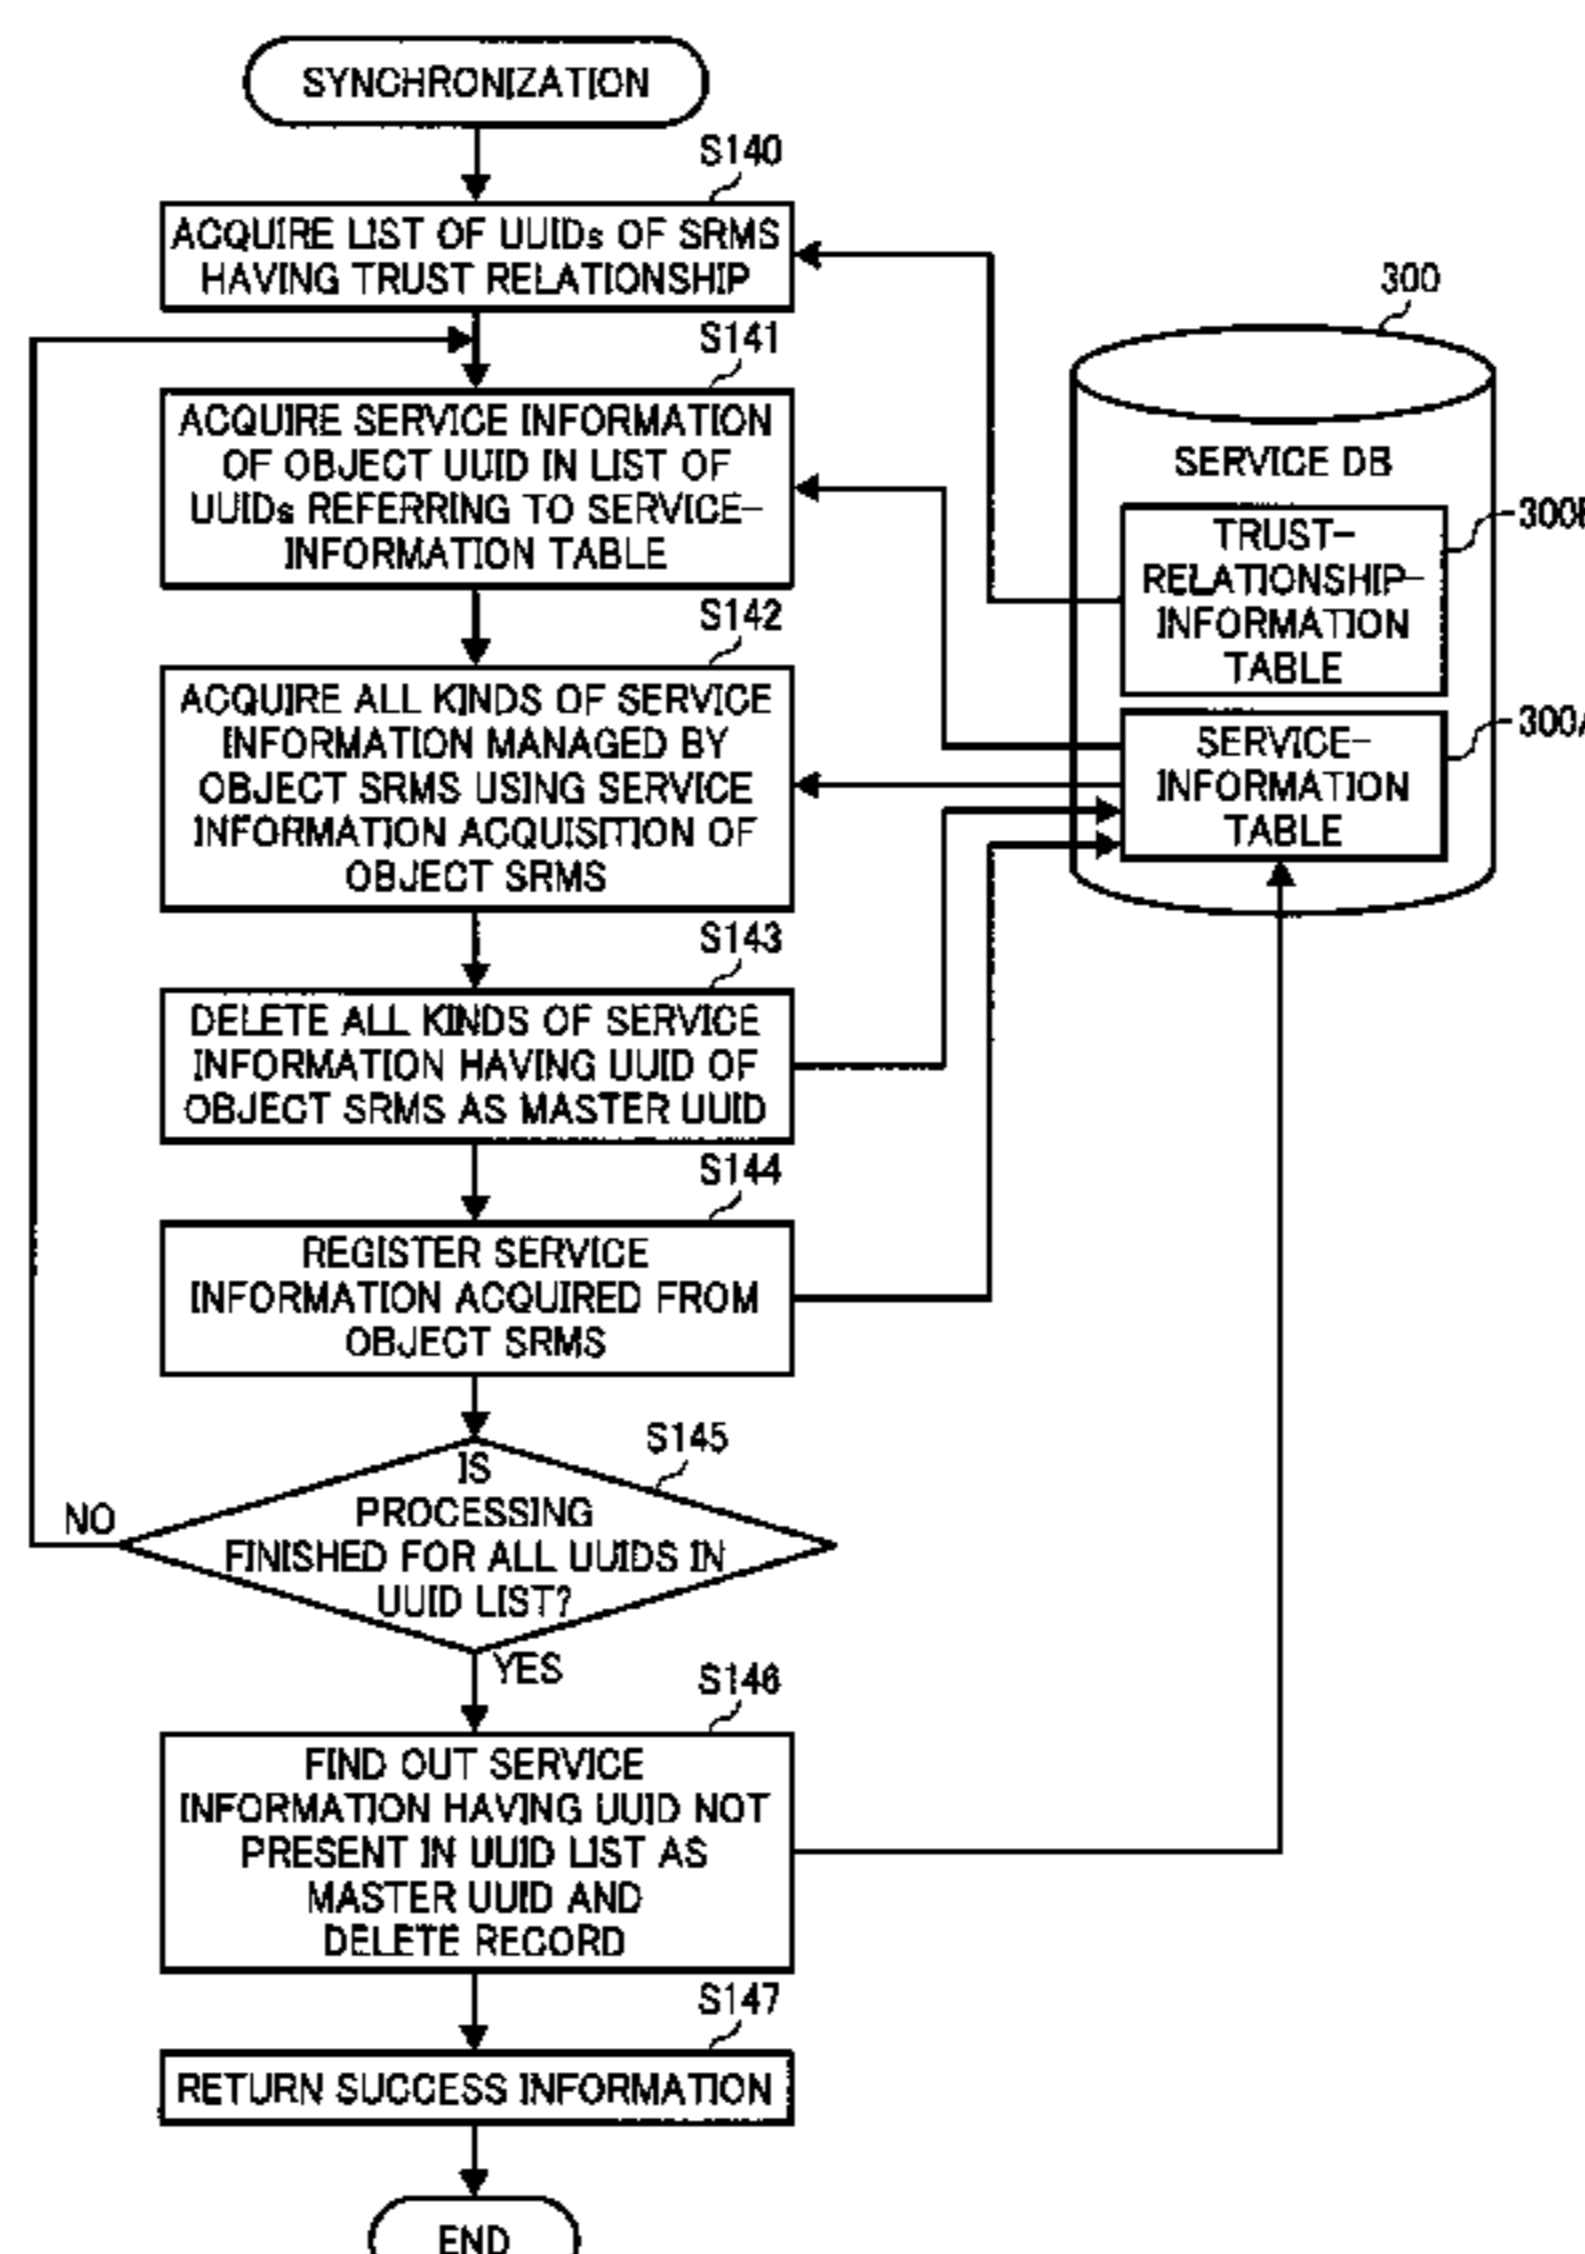 SYNCHRONIZATION
S140
ACQUIRE LIST OF UUIDs OF SRMS
HAVING TRUST RELATIONSHIP
S141
ACQUIRE SERVICE INFORMATION
OF OBJECT UUID IN LIST OF
UUIDs REFERRING TO SERVICE-
INFORMATION TABLE
S142
ACQUIRE ALL KINDS OF SERVICE
INFORMATION MANAGED BY
OBJECT SRMS USING SERVICE
INFORMATION ACQUISITION OF
OBJECT SRMS
S143
DELETE ALL KINDS OF SERVICE
INFORMATION HAVING UUID OF
OBJECT SRMS AS MASTER UUID
S144
REGISTER SERVICE
INFORMATION ACQUIRED FROM
OBJECT SRMS
S145
IS
PROCESSING
FINISHED FOR ALL UUIDS IN
UUID LIST?
NO
YES
S146
FIND OUT SERVICE
INFORMATION HAVING UUID NOT
PRESENT IN UUID LIST AS
MASTER UUID AND
DELETE RECORD
S147
RETURN SUCCESS INFORMATION
END
300
SERVICE DB
TRUST-
RELATIONSHIP-
INFORMATION
TABLE
300B
SERVICE-
INFORMATION
TABLE
300A